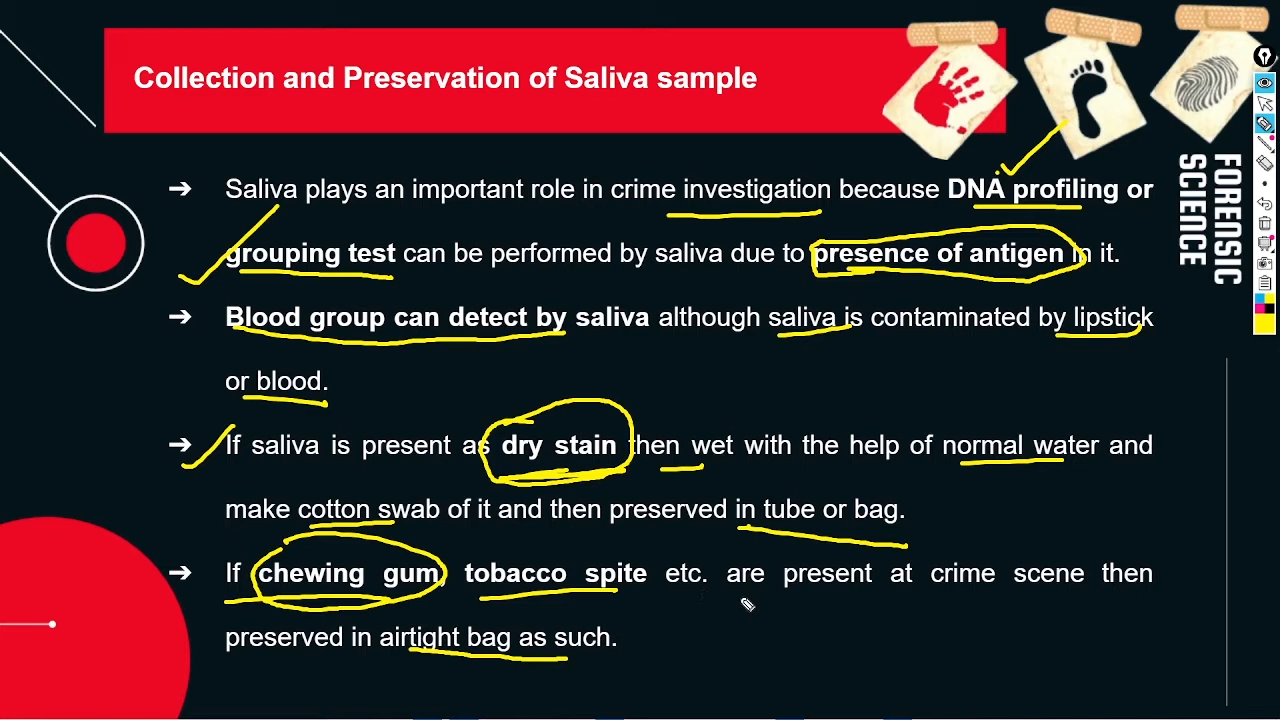 Collection and Preservation of Saliva sample
FORENSIC
SCIENCE
➔ Saliva plays an important role in crime investigation because DNA profiling or
grouping test can be performed by saliva due to presence of antigen in it.
➔ Blood group can detect by saliva although saliva is contaminated by lipstick
or blood.
➔ If saliva is present as dry stain then wet with the help of normal water and
make cotton swab of it and then preserved in tube or bag.
➔ If chewing gum, tobacco spite etc. are present at crime scene then
preserved in airtight bag as such.